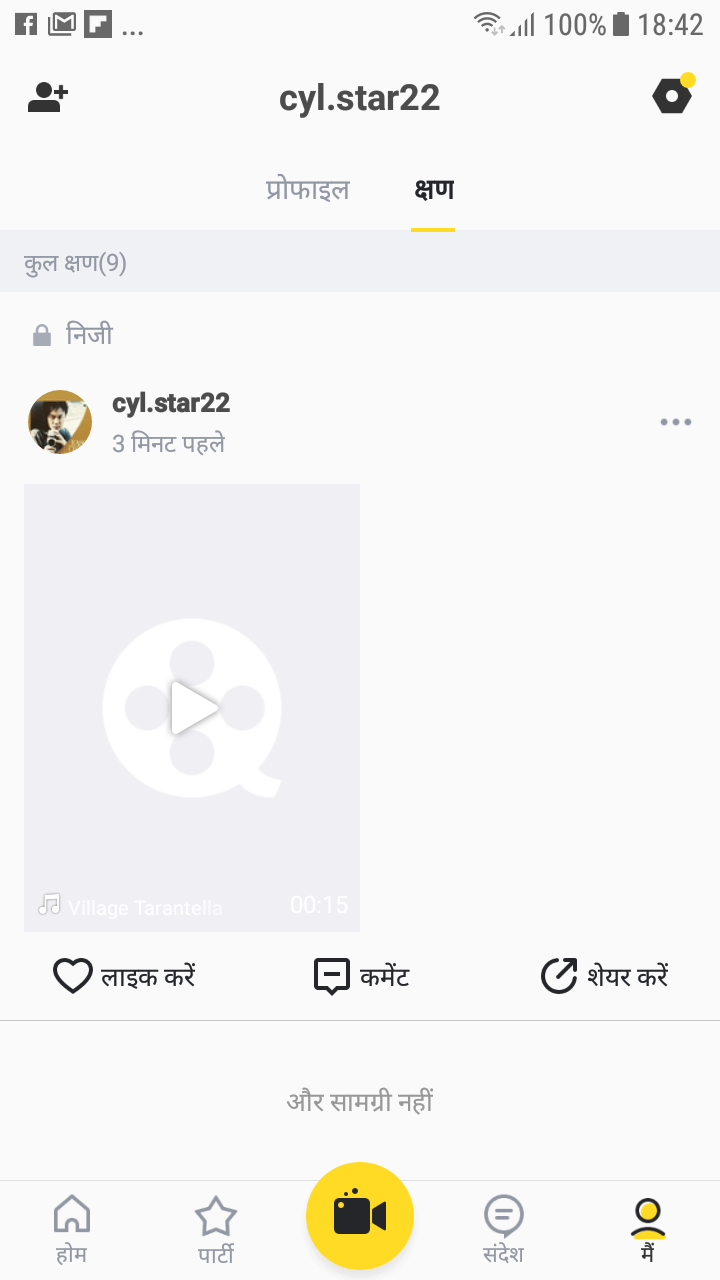 ... 100% 18:42
cyl.star22
प्रोफाइल क्षण
कुल क्षण(9)
निजी
cyl.star22
3 मिनट पहले
Village Tarantella 00:15
लाइक करें कमेंट शेयर करें
और सामग्री नहीं
होम पार्टी संदेश मैं